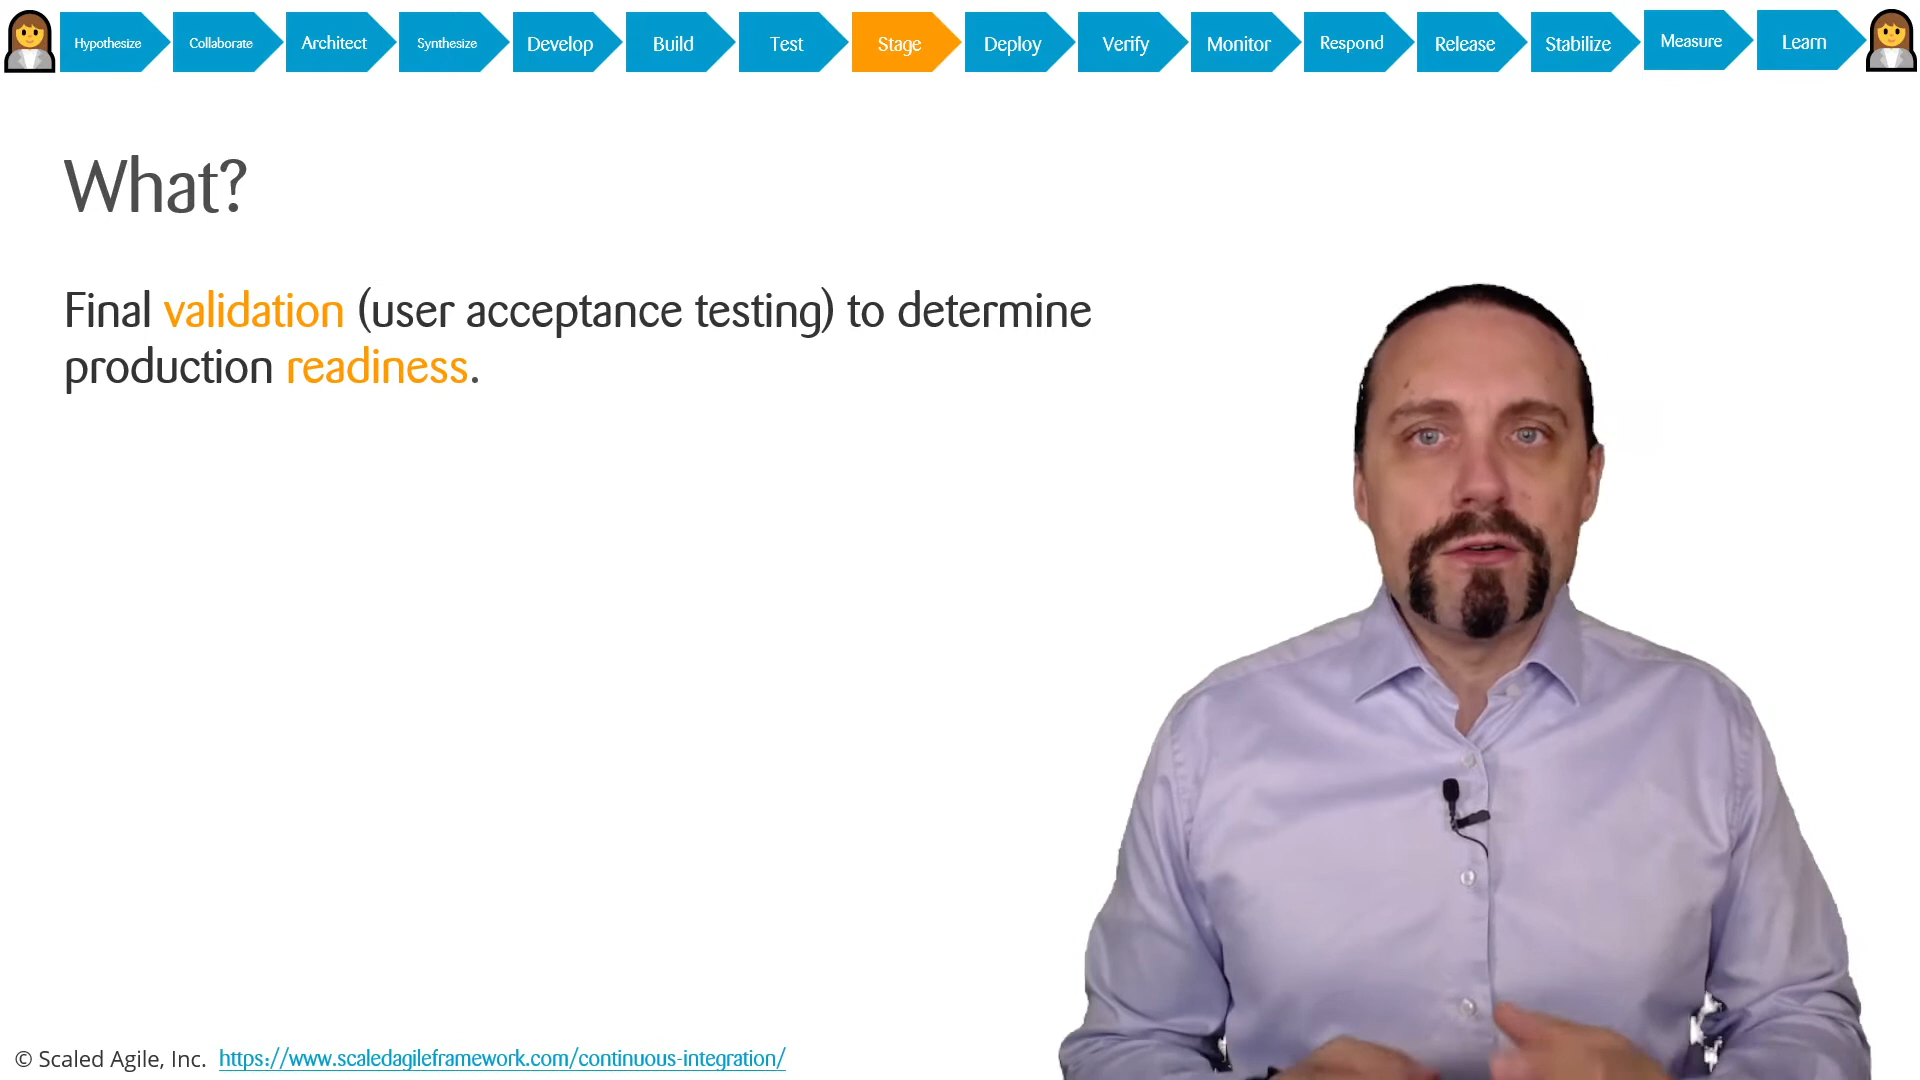 Hypothesize Collaborate Architect Synthesize Develop Build Test Stage Deploy Verify Monitor Respond Release Stabilize Measure Learn
What?
Final validation (user acceptance testing) to determine
production readiness.
© Scaled Agile, Inc. https://www.scaledagileframework.com/continuous-integration/